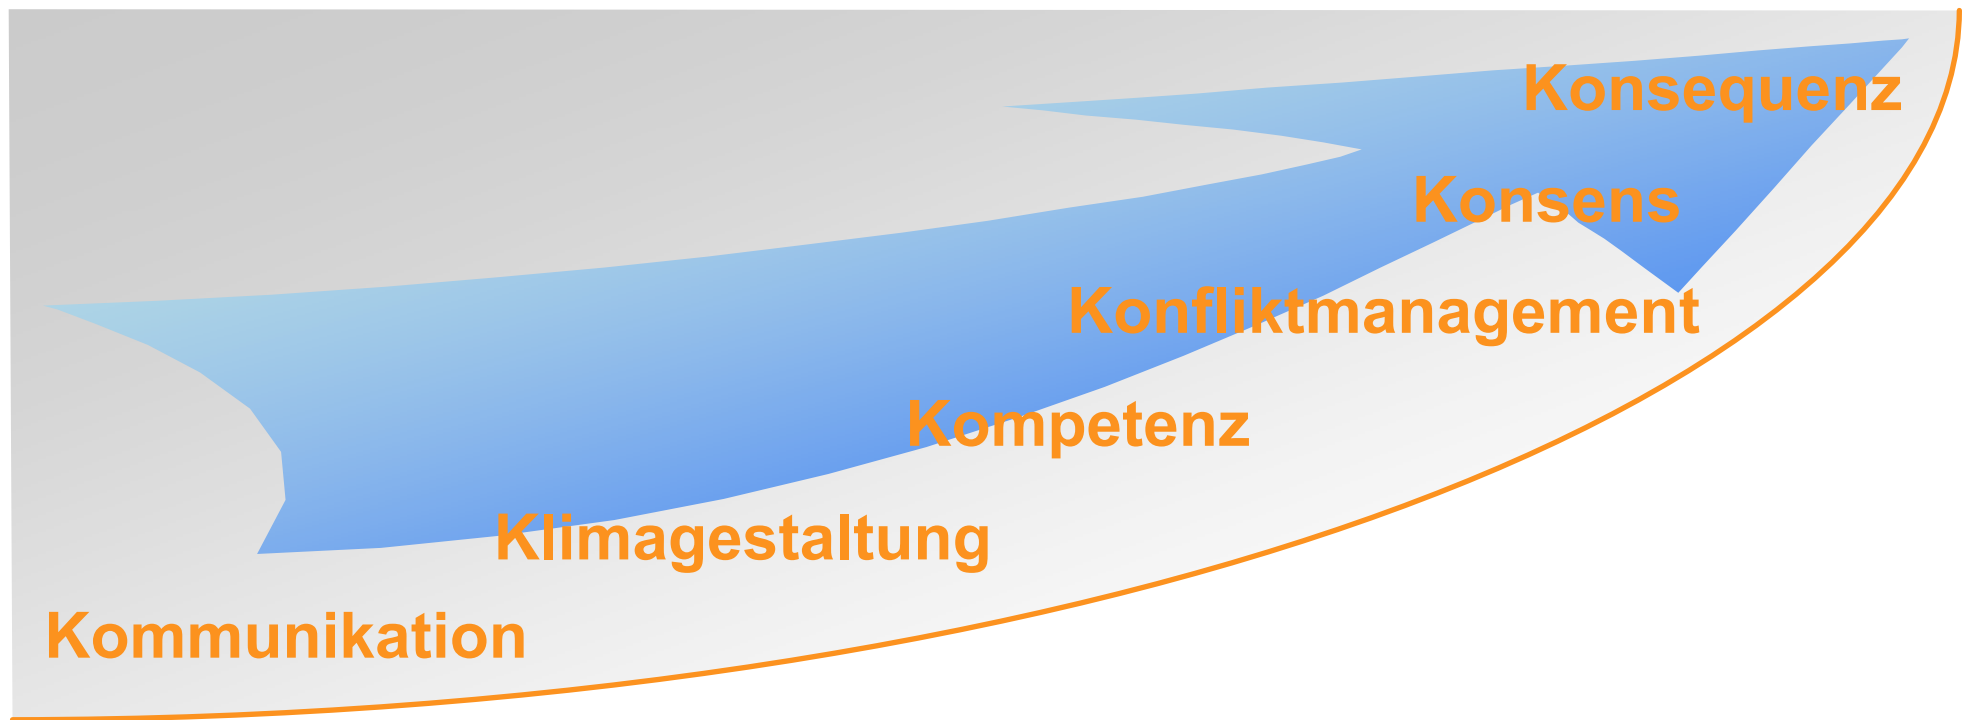 Konsequenz
Konsens
Konfliktmanagement
Kompetenz
Klimagestaltung
Kommunikation